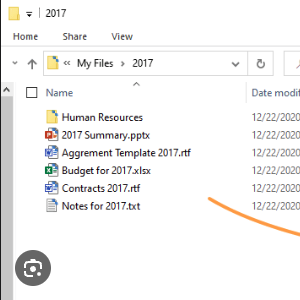 2017
Home Share View
My Files > 2017
Name Date modifi
Human Resources 12/22/2020
2017 Summary.pptx 12/22/2020
Aggrement Template 2017.rtf 12/22/2020
Budget for 2017.xlsx 12/22/2020
Contracts 2017.rtf 12/22/2020
Notes for 2017.txt 12/22/2020